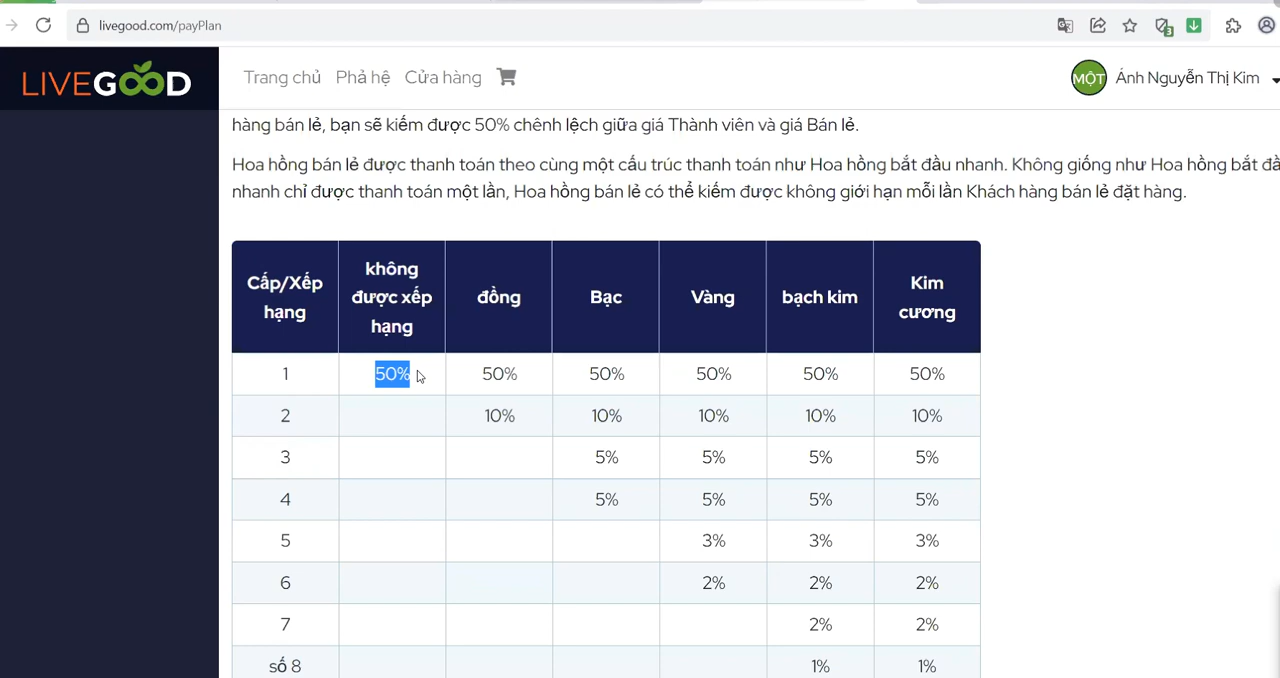 livegood.com/payPlan
3
LIVEGOOD
Trang chủ Phả hệ Cửa hàng
MỘT Ánh Nguyễn Thị Kim
hàng bán lẻ, bạn sẽ kiếm được 50% chênh lệch giữa giá Thành viên và giá Bán lẻ.
Hoa hồng bán lẻ được thanh toán theo cùng một cấu trúc thanh toán như Hoa hồng bắt đầu nhanh. Không giống như Hoa hồng bắt
nhanh chỉ được thanh toán một lần, Hoa hồng bán lẻ có thể kiếm được không giới hạn mỗi lần Khách hàng bán lẻ đặt hàng.
Cấp/Xếp hạng không được xếp hạng đồng Bạc Vàng bạch kim Kim cương
1 50% 50% 50% 50% 50% 50%
2 10% 10% 10% 10% 10%
3 5% 5% 5% 5%
4 5% 5% 5% 5%
5 3% 3% 3%
6 2% 2% 2%
7 2% 2%
số 8 1% 1%